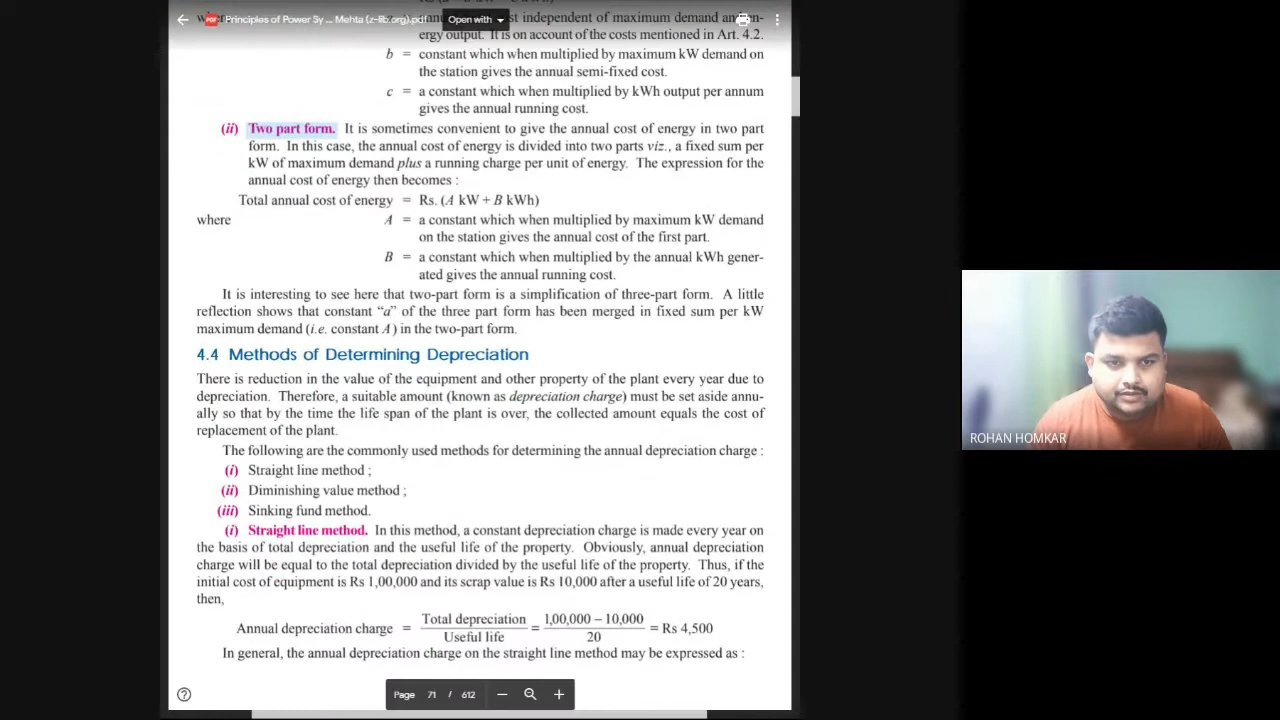 Principles of Power Sy ... Mehta (z-lib.org).pdf Open with
ergy output. It is on account of the costs mentioned in Art. 4.2.
b = constant which when multiplied by maximum kW demand on
the station gives the annual semi-fixed cost.
c = a constant which when multiplied by kWh output per annum
gives the annual running cost.
(ii) Two part form. It is sometimes convenient to give the annual cost of energy in two part
form. In this case, the annual cost of energy is divided into two parts viz., a fixed sum per
kW of maximum demand plus a running charge per unit of energy. The expression for the
annual cost of energy then becomes :
Total annual cost of energy = Rs. (A kW + B kWh)
where A = a constant which when multiplied by maximum kW demand
on the station gives the annual cost of the first part.
B = a constant which when multiplied by the annual kWh gener-
ated gives the annual running cost.
It is interesting to see here that two-part form is a simplification of three-part form. A little
reflection shows that constant “a” of the three part form has been merged in fixed sum per kW
maximum demand (i.e. constant A) in the two-part form.
4.4 Methods of Determining Depreciation
There is reduction in the value of the equipment and other property of the plant every year due to
depreciation. Therefore, a suitable amount (known as depreciation charge) must be set aside annu-
ally so that by the time the life span of the plant is over, the collected amount equals the cost of
replacement of the plant.
The following are the commonly used methods for determining the annual depreciation charge :
(i) Straight line method ;
(ii) Diminishing value method ;
(iii) Sinking fund method.
(i) Straight line method. In this method, a constant depreciation charge is made every year on
the basis of total depreciation and the useful life of the property. Obviously, annual depreciation
charge will be equal to the total depreciation divided by the useful life of the property. Thus, if the
initial cost of equipment is Rs 1,00,000 and its scrap value is Rs 10,000 after a useful life of 20 years,
then,
Annual depreciation charge = Total depreciation / Useful life = 1,00,000 – 10,000 / 20 = Rs 4,500
In general, the annual depreciation charge on the straight line method may be expressed as :
Page 71 / 612
ROHAN HOMKAR